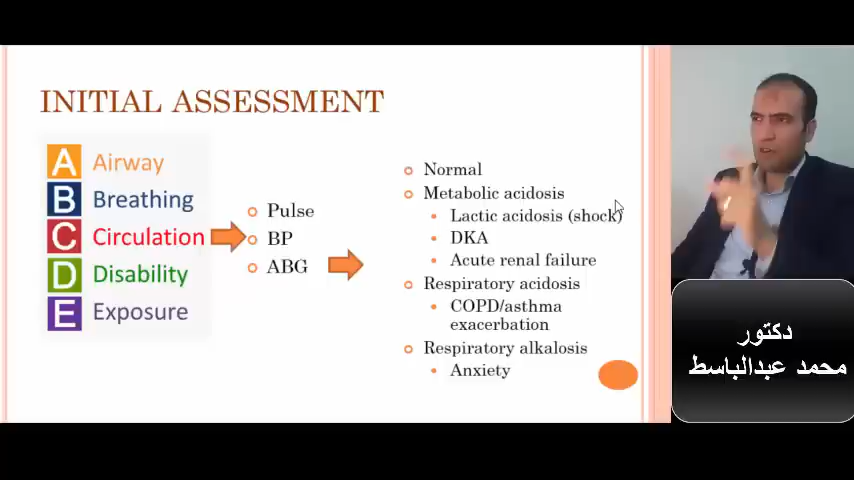 INITIAL ASSESSMENT
A Airway
B Breathing
C Circulation
D Disability
E Exposure
Pulse
BP
ABG
Normal
Metabolic acidosis
Lactic acidosis (shock)
DKA
Acute renal failure
Respiratory acidosis
COPD/asthma
exacerbation
Respiratory alkalosis
Anxiety
دكتور
محمد عبدالباسط